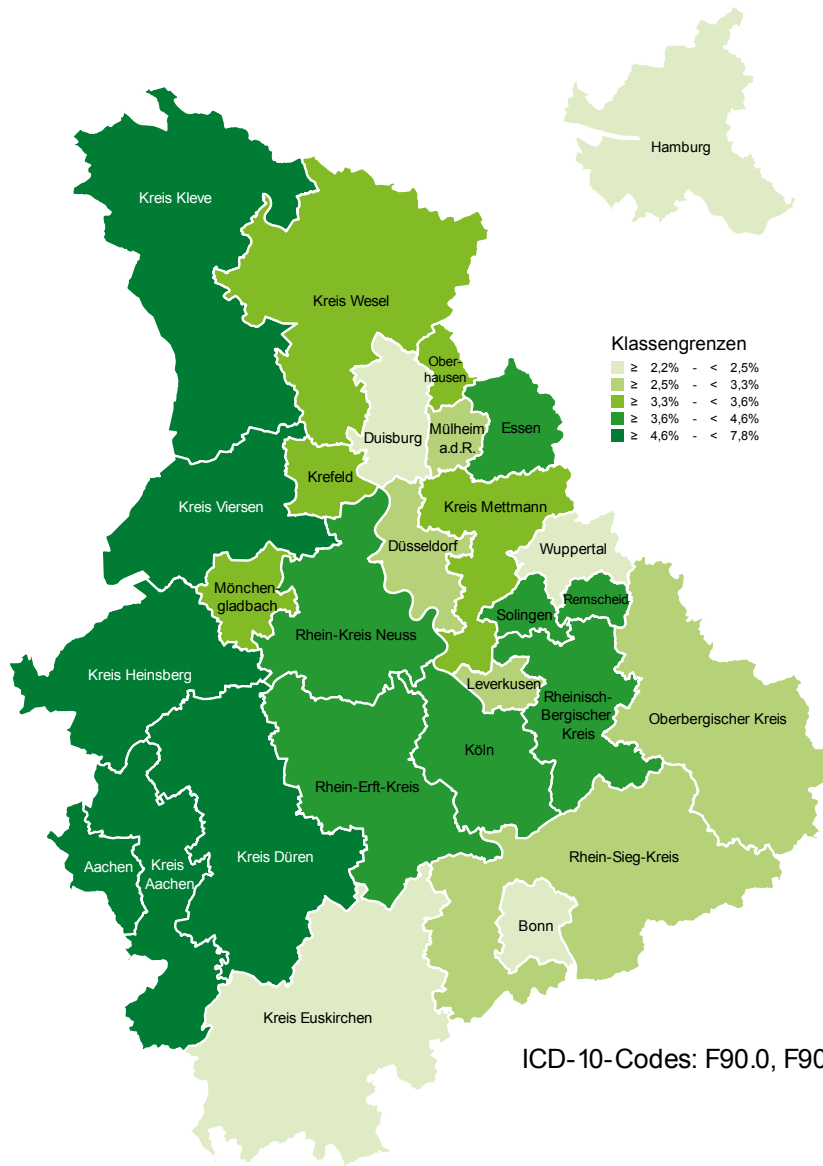 Hamburg
Kreis Kleve
Kreis Wesel
Klassengrenzen
≥ 2,2% - < 2,5%
≥ 2,5% - < 3,3%
≥ 3,3% - < 3,6%
≥ 3,6% - < 4,6%
≥ 4,6% - < 7,8%
Ober-
hausen
Duisburg
Mülheim
a.d.R.
Essen
Krefeld
Kreis Viersen
Kreis Mettmann
Düsseldorf
Wuppertal
Mönchen
gladbach
Remscheid
Solingen
Rhein-Kreis Neuss
Kreis Heinsberg
Leverkusen
Rheinisch-
Bergischer
Kreis
Oberbergischer Kreis
Köln
Rhein-Erft-Kreis
Aachen
Kreis
Aachen
Kreis Düren
Rhein-Sieg-Kreis
Bonn
Kreis Euskirchen
ICD-10-Codes: F90.0, F90